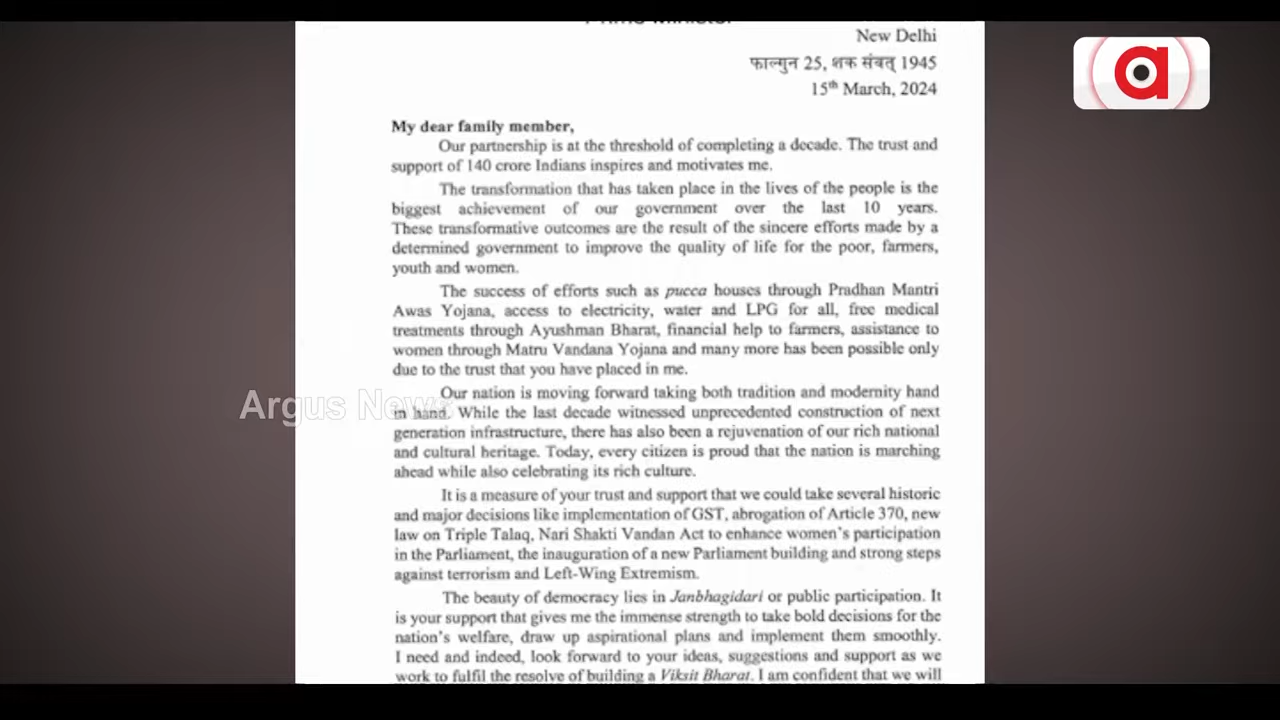 Prime Minister
New Delhi
फाल्गुन 25, शक संवत् 1945
15th March, 2024
a
My dear family member,
Our partnership is at the threshold of completing a decade. The trust and
support of 140 crore Indians inspires and motivates me.
The transformation that has taken place in the lives of the people is the
biggest achievement of our government over the last 10 years.
These transformative outcomes are the result of the sincere efforts made by a
determined government to improve the quality of life for the poor, farmers,
youth and women.
The success of efforts such as pucca houses through Pradhan Mantri
Awas Yojana, access to electricity, water and LPG for all, free medical
treatments through Ayushman Bharat, financial help to farmers, assistance to
women through Matru Vandana Yojana and many more has been possible only
due to the trust that you have placed in me.
Our nation is moving forward taking both tradition and modernity hand
Argus News
in hand. While the last decade witnessed unprecedented construction of next
generation infrastructure, there has also been a rejuvenation of our rich national
and cultural heritage. Today, every citizen is proud that the nation is marching
ahead while also celebrating its rich culture.
It is a measure of your trust and support that we could take several historic
and major decisions like implementation of GST, abrogation of Article 370, new
law on Triple Talaq, Nari Shakti Vandan Act to enhance women's participation
in the Parliament, the inauguration of a new Parliament building and strong steps
against terrorism and Left-Wing Extremism.
The beauty of democracy lies in Janbhagidari or public participation. It
is your support that gives me the immense strength to take bold decisions for the
nation's welfare, draw up aspirational plans and implement them smoothly.
I need and indeed, look forward to your ideas, suggestions and support as we
work to fulfil the resolve of building a Viksit Bharat. I am confident that we will